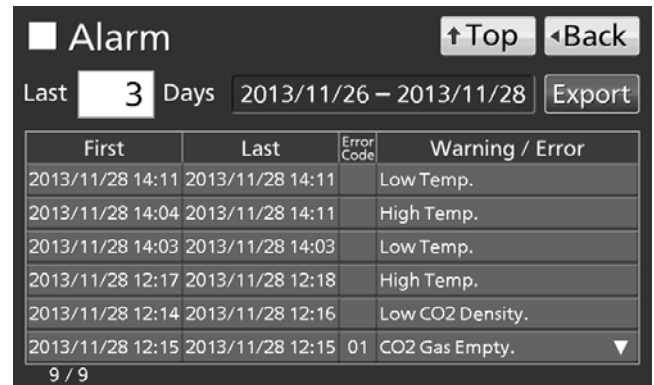 Alarm ↑Top ◂Back
Last 3 Days 2013/11/26 – 2013/11/28 Export
First Last Error Code Warning / Error
2013/11/28 14:11 2013/11/28 14:11 Low Temp.
2013/11/28 14:04 2013/11/28 14:11 High Temp.
2013/11/28 14:03 2013/11/28 14:03 Low Temp.
2013/11/28 12:17 2013/11/28 12:18 High Temp.
2013/11/28 12:14 2013/11/28 12:16 Low CO2 Density.
2013/11/28 12:15 2013/11/28 12:15 01 CO2 Gas Empty. ▼
9 / 9